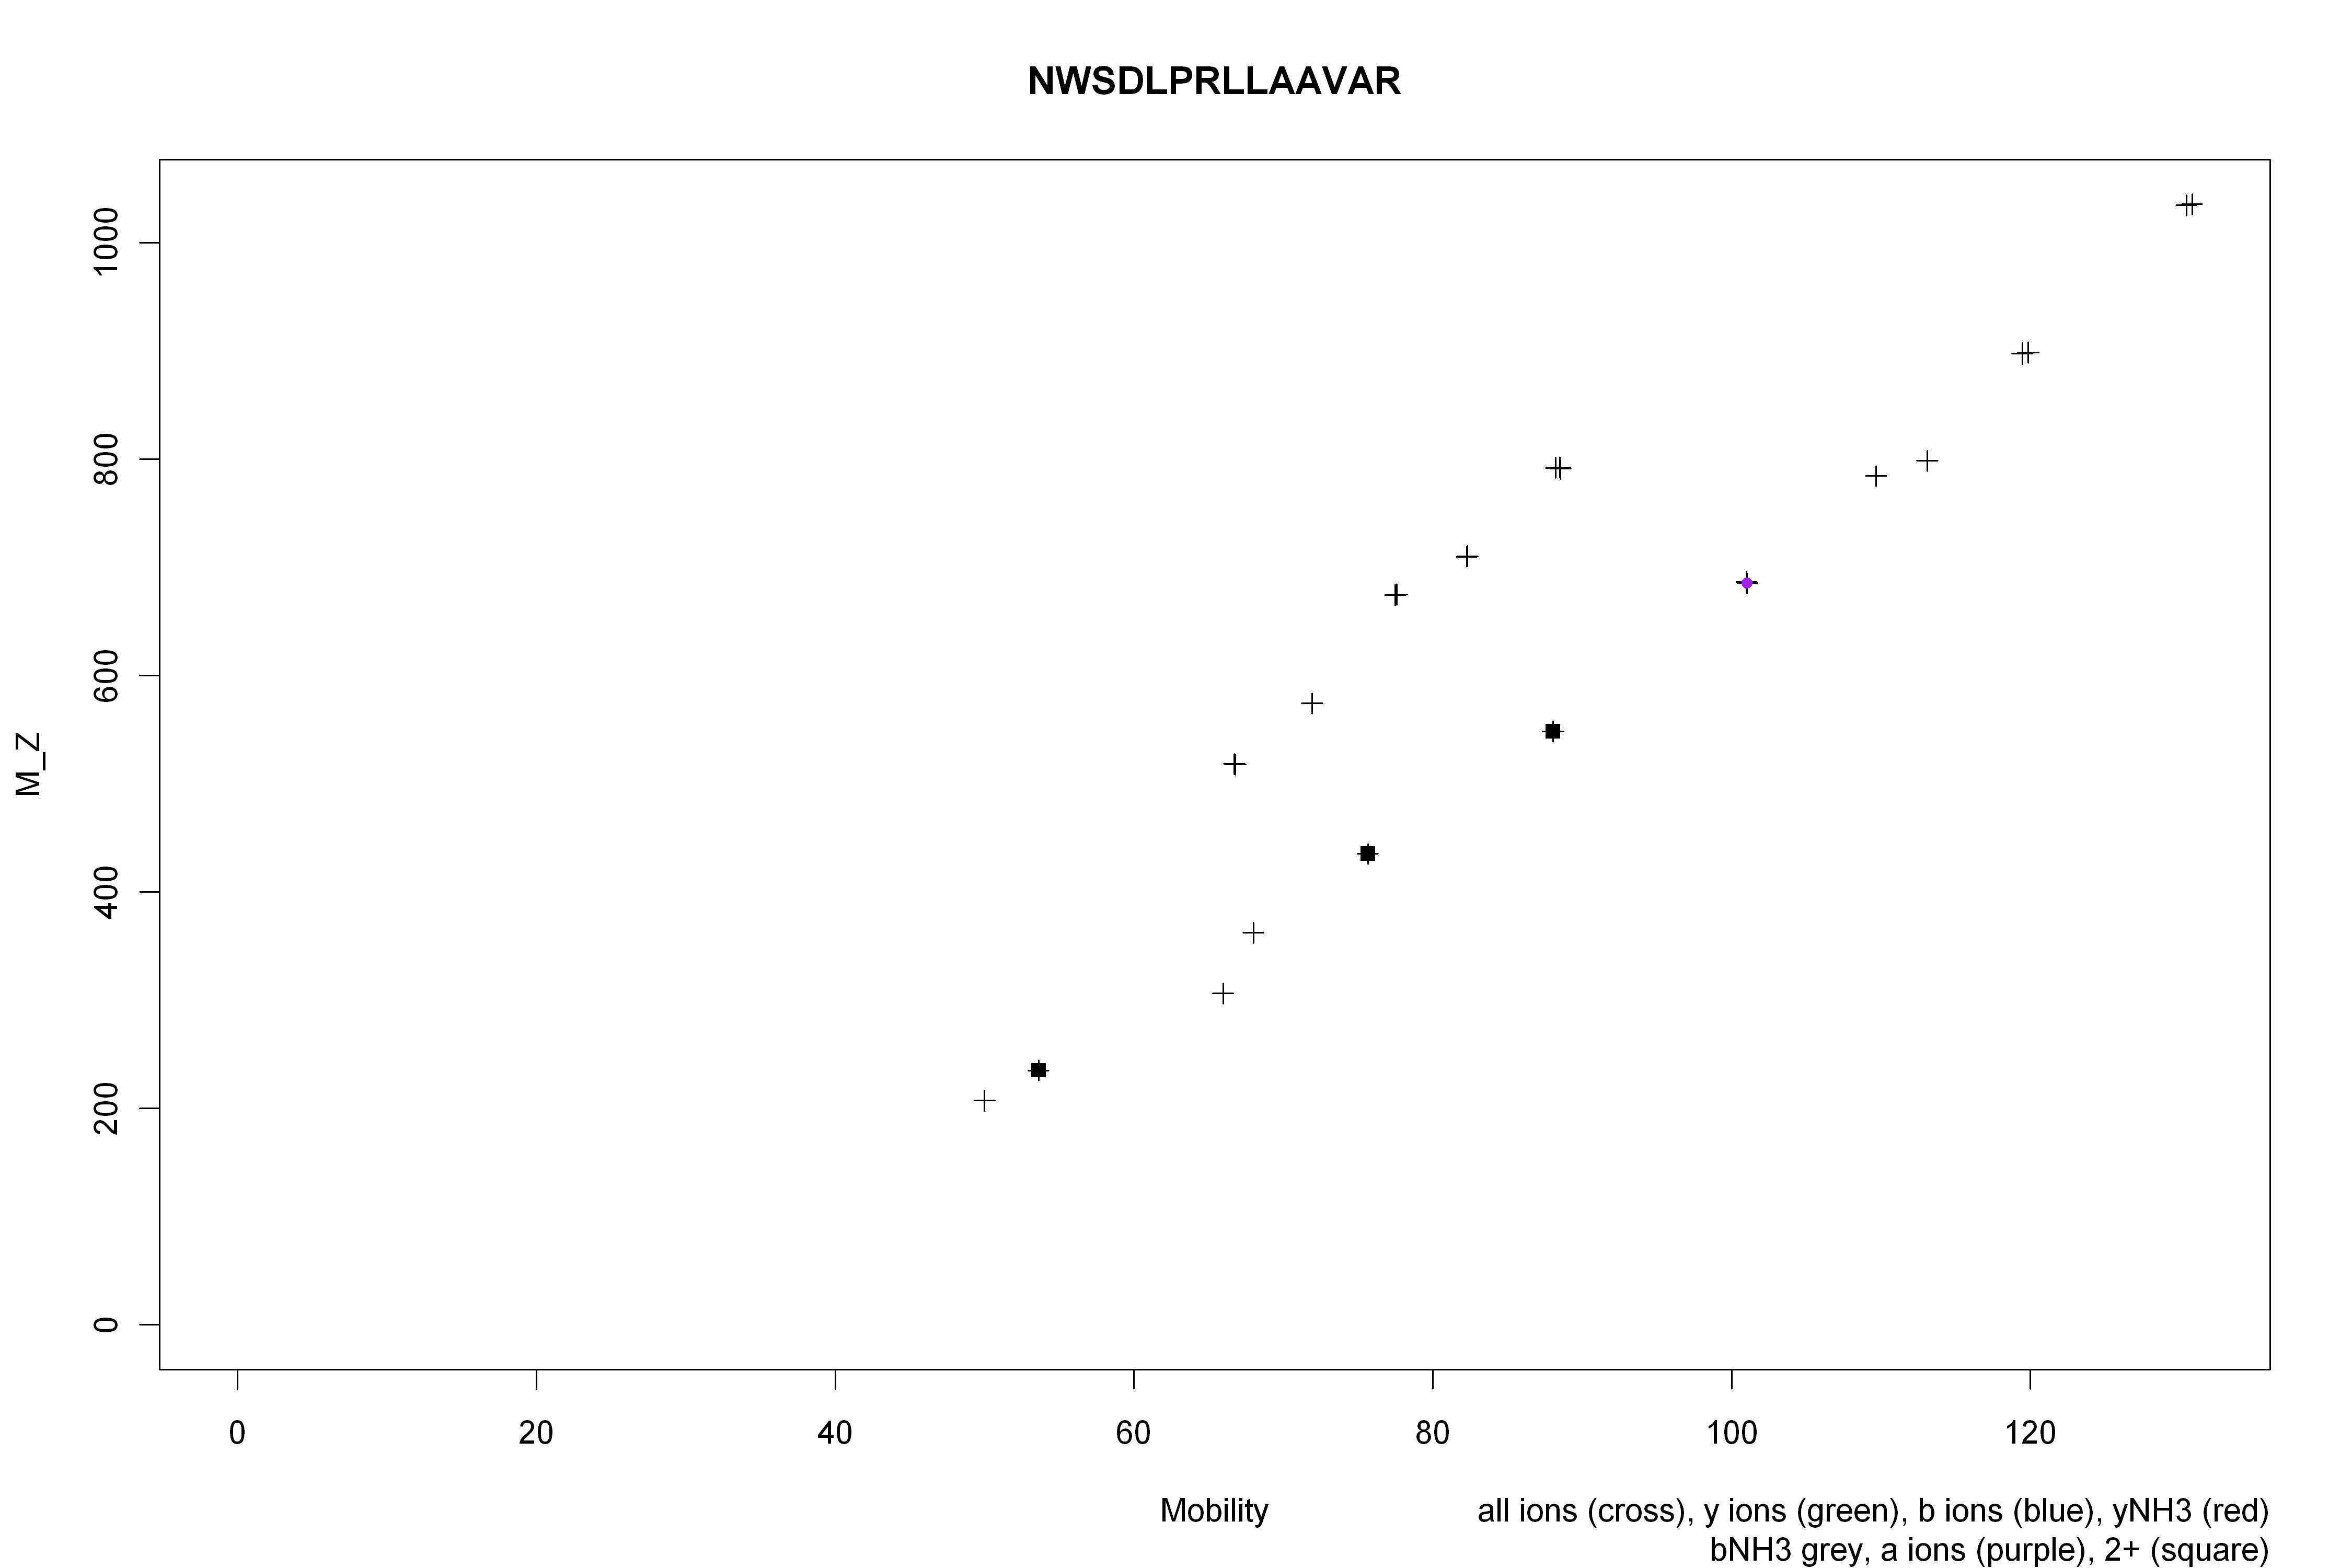 NWSDLPRLLAAVAR
1000
800
600
400
200
0
M_Z
0 20 40 60 80 100 120
Mobility
all ions (cross), y ions (green), b ions (blue), yNH3 (red)
bNH3 grey, a ions (purple), 2+ (square)